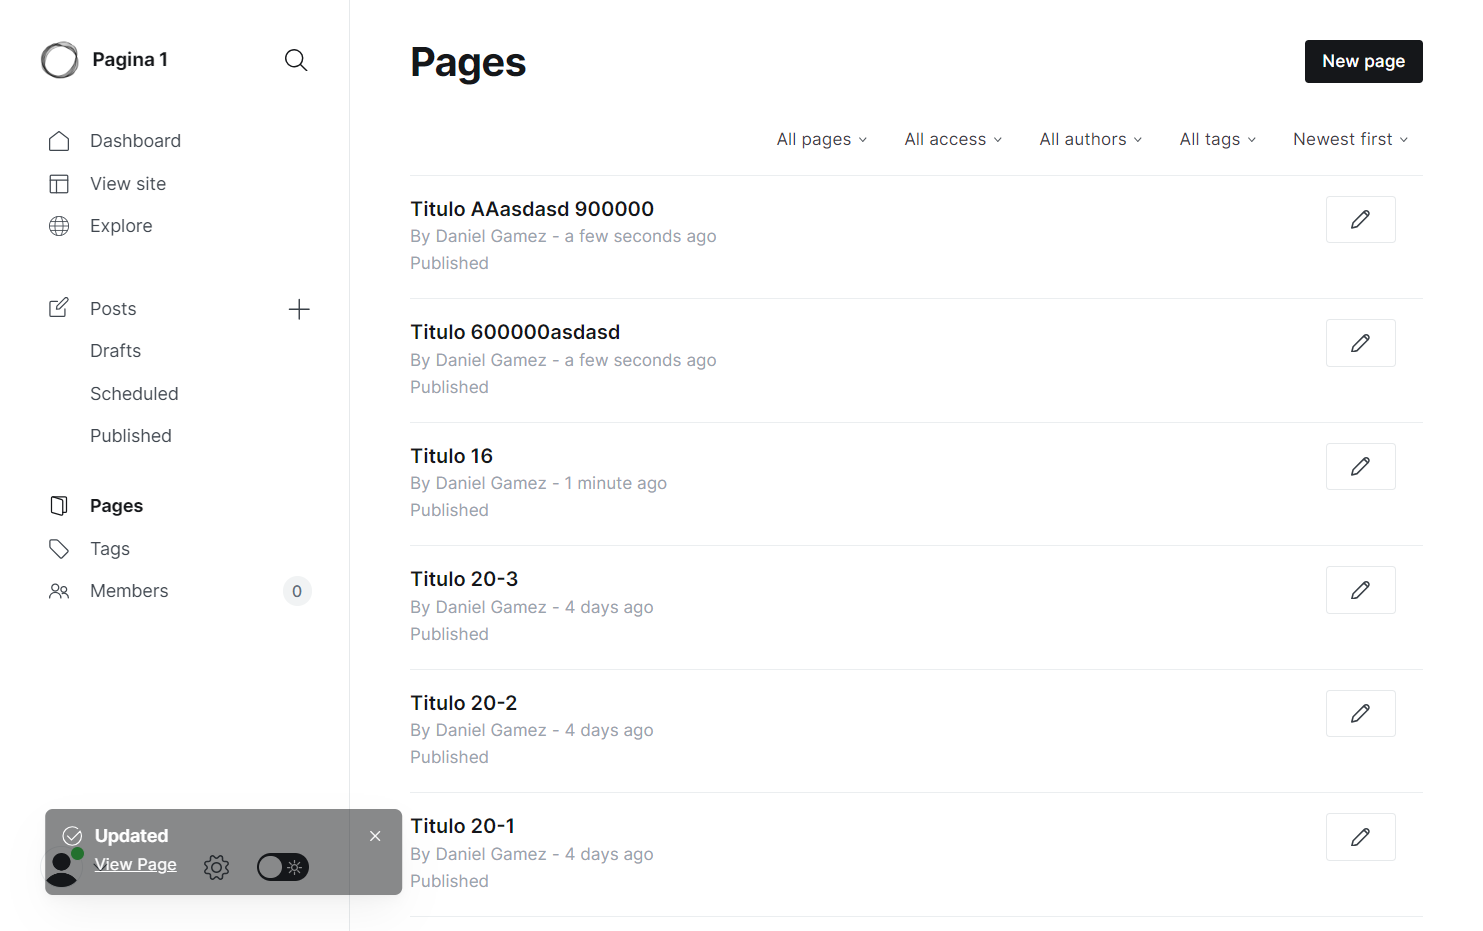 Pagina 1
Dashboard
View site
Explore
Posts
Drafts
Scheduled
Published
Pages
Tags
Members
0
Updated
View Page
Pages
New page
All pages
All access
All authors
All tags
Newest first
Titulo AAasdasd 900000
By Daniel Gamez - a few seconds ago
Published
Titulo 600000asdasd
By Daniel Gamez - a few seconds ago
Published
Titulo 16
By Daniel Gamez - 1 minute ago
Published
Titulo 20-3
By Daniel Gamez - 4 days ago
Published
Titulo 20-2
By Daniel Gamez - 4 days ago
Published
Titulo 20-1
By Daniel Gamez - 4 days ago
Published